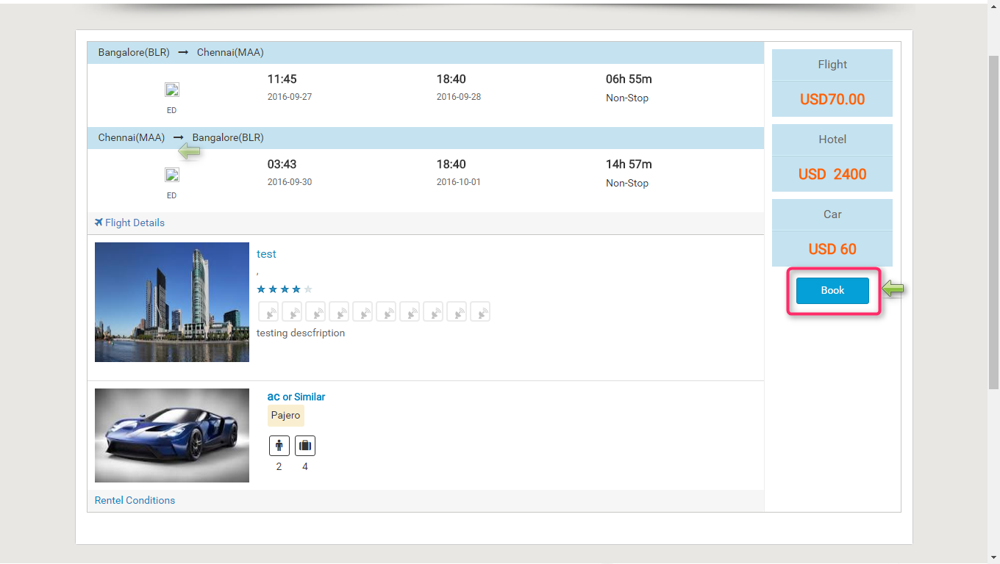 Bangalore(BLR) → Chennai(MAA)
11:45 18:40 06h 55m
2016-09-27 2016-09-28 Non-Stop
ED
Chennai(MAA) → Bangalore(BLR)
03:43 18:40 14h 57m
2016-09-30 2016-10-01 Non-Stop
ED
Flight Details
test
,
testing descfription
ac or Similar
Pajero
2 4
Rentel Conditions
Flight
USD70.00
Hotel
USD 2400
Car
USD 60
Book